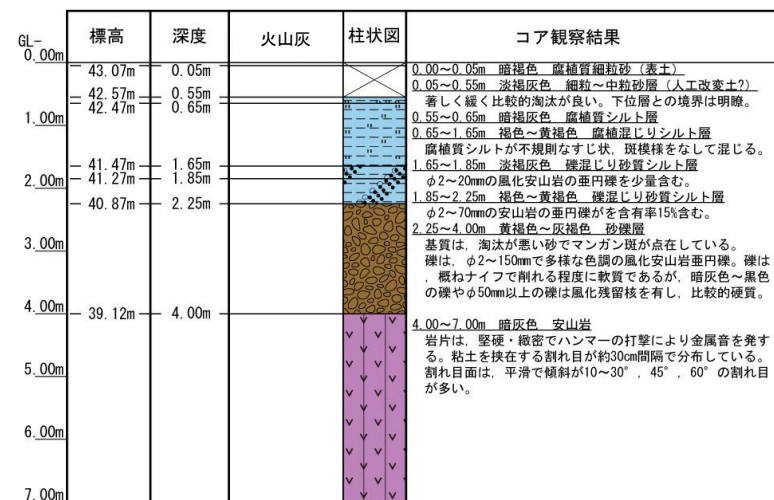 標高 深度 火山灰 柱状図 コア観察結果
GL-
0.00m
43.07m 0.05m
42.57m 0.55m
42.47m 0.65m
1.00m
41.47m 1.65m
41.27m 1.85m
2.00m
40.87m 2.25m
3.00m
4.00m
39.12m 4.00m
5.00m
6.00m
7.00m
0.00～0.05m 暗褐色 腐植質細粒砂（表土）
0.05～0.55m 淡褐灰色 細粒～中粒砂層（人工改変土?）
著しく緩く比較的淘汰が良い。下位層との境界は明瞭。
0.55～0.65m 暗褐灰色 腐植質シルト層
0.65～1.65m 褐色～黄褐色 腐植混じりシルト層
腐植質シルトが不規則なすじ状，斑模様をなして混じる。
1.65～1.85m 淡褐灰色 礫混じり砂質シルト層
φ2～20mmの風化安山岩の亜円礫を少量含む。
1.85～2.25m 褐色～黄褐色 礫混じり砂質シルト層
φ2～70mmの安山岩の亜円礫がを含有率15%含む。
2.25～4.00m 黄褐色～灰褐色 砂礫層
基質は，淘汰が悪い砂でマンガン斑が点在している。
礫は，φ2～150mmで多様な色調の風化安山岩亜円礫。礫は
，概ねナイフで削れる程度に軟質であるが，暗灰色～黒色
の礫やφ50mm以上の礫は風化残留核を有し，比較的硬質。
4.00～7.00m 暗灰色 安山岩
岩片は，堅硬・緻密でハンマーの打撃により金属音を発す
る。粘土を挟在する割れ目が約30cm間隔で分布している。
割れ目面は，平滑で傾斜が10～30°，45°，60°の割れ目
が多い。